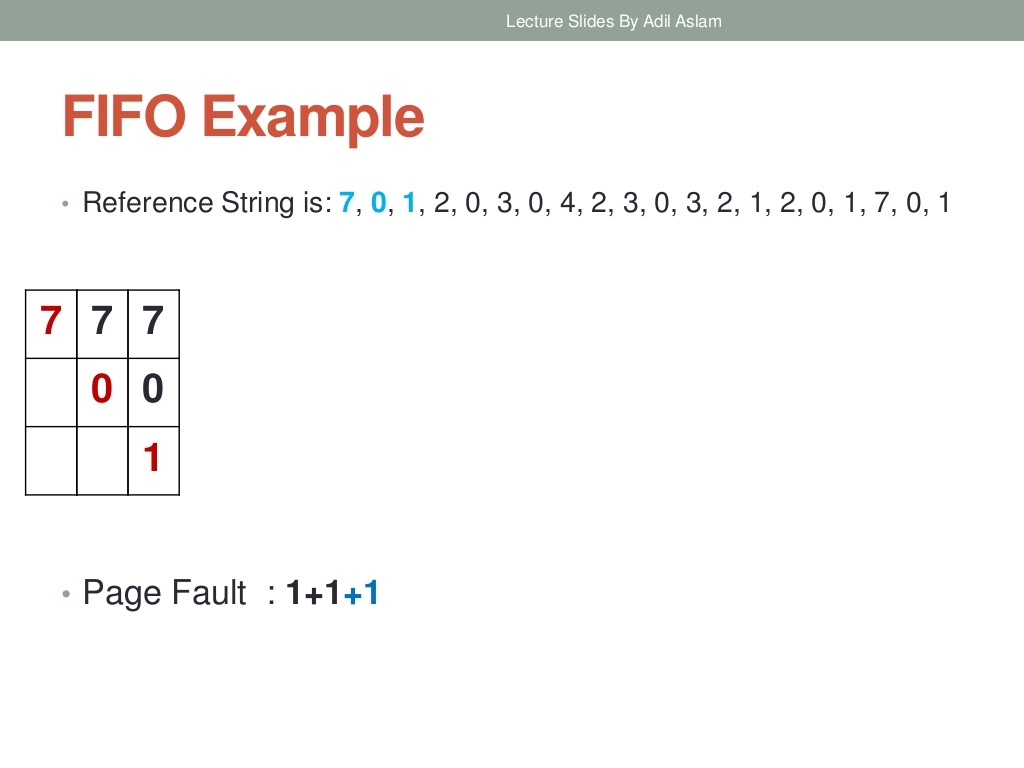 Lecture Slides By Adil Aslam
FIFO Example
• Reference String is: 7, 0, 1, 2, 0, 3, 0, 4, 2, 3, 0, 3, 2, 1, 2, 0, 1, 7, 0, 1
7 7 7
0 0
1
• Page Fault : 1+1+1